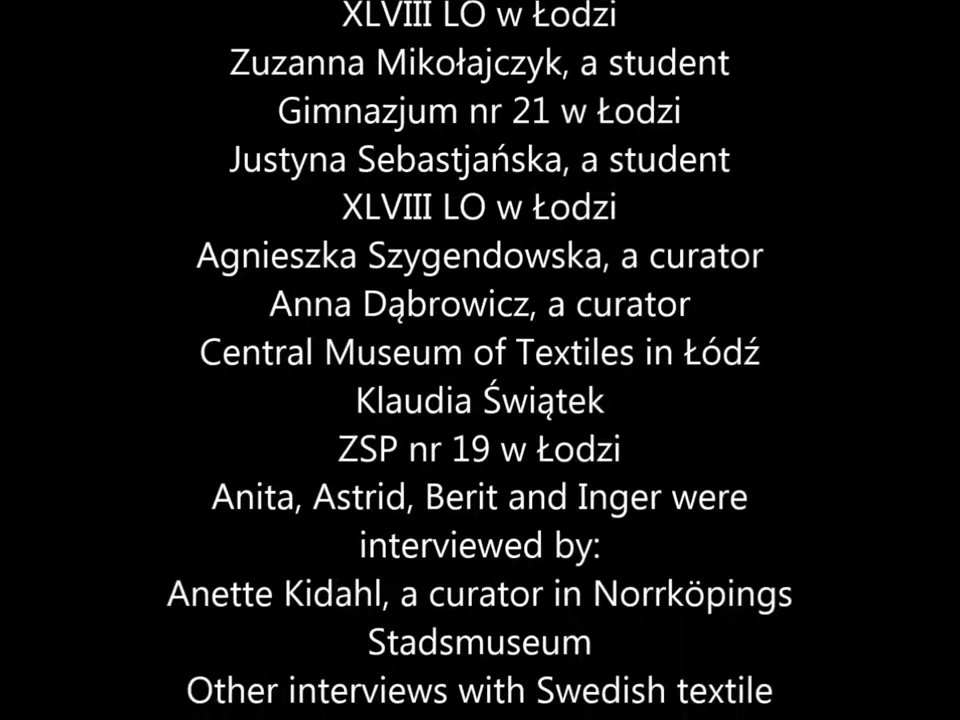 XLVIII LO w Łodzi
Zuzanna Mikołajczyk, a student
Gimnazjum nr 21 w Łodzi
Justyna Sebastjańska, a student
XLVIII LO w Łodzi
Agnieszka Szygendowska, a curator
Anna Dąbrowicz, a curator
Central Museum of Textiles in Łódź
Klaudia Świątek
ZSP nr 19 w Łodzi
Anita, Astrid, Berit and Inger were
interviewed by:
Anette Kidahl, a curator in Norrköpings
Stadsmuseum
Other interviews with Swedish textile